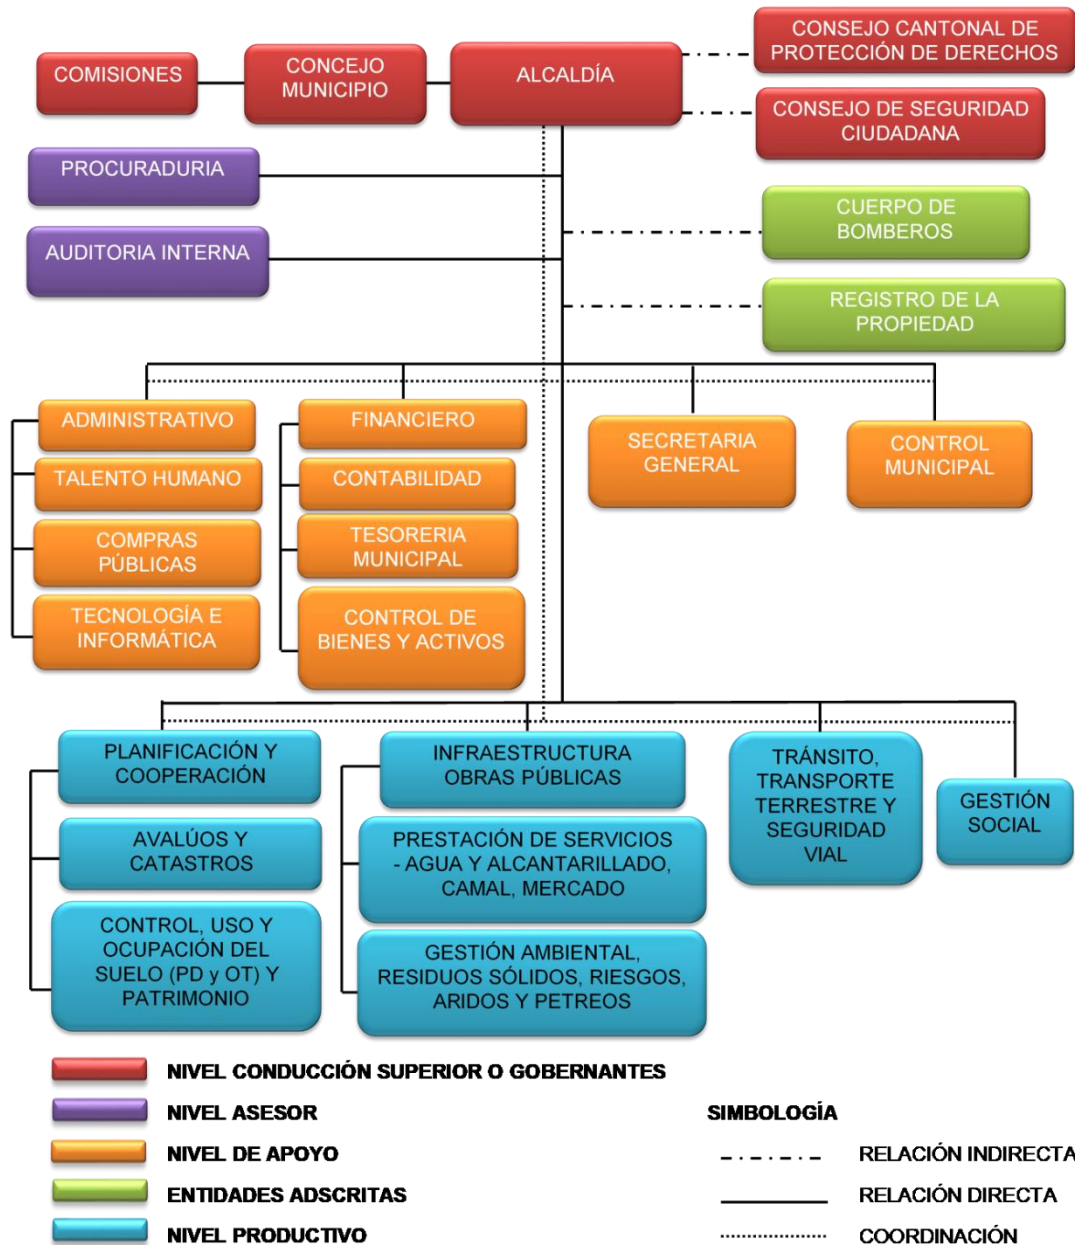 CONSEJO CANTONAL DE
PROTECCIÓN DE DERECHOS
COMISIONES
CONCEJO
MUNICIPIO
ALCALDÍA
CONSEJO DE SEGURIDAD
CIUDADANA
PROCURADURIA
CUERPO DE
BOMBEROS
AUDITORIA INTERNA
REGISTRO DE LA
PROPIEDAD
ADMINISTRATIVO
TALENTO HUMANO
COMPRAS
PÚBLICAS
TECNOLOGÍA E
INFORMÁTICA
FINANCIERO
CONTABILIDAD
TESORERIA
MUNICIPAL
CONTROL DE
BIENES Y ACTIVOS
SECRETARIA
GENERAL
CONTROL
MUNICIPAL
PLANIFICACIÓN Y
COOPERACIÓN
AVALÚOS Y
CATASTROS
CONTROL, USO Y
OCUPACIÓN DEL
SUELO (PD y OT) Y
PATRIMONIO
INFRAESTRUCTURA
OBRAS PÚBLICAS
PRESTACIÓN DE SERVICIOS
- AGUA Y ALCANTARILLADO,
CAMAL, MERCADO
GESTIÓN AMBIENTAL,
RESIDUOS SÓLIDOS, RIESGOS,
ARIDOS Y PETREOS
TRÁNSITO,
TRANSPORTE
TERRESTRE Y
SEGURIDAD
VIAL
GESTIÓN
SOCIAL
NIVEL CONDUCCIÓN SUPERIOR O GOBERNANTES
NIVEL ASESOR
NIVEL DE APOYO
ENTIDADES ADSCRITAS
NIVEL PRODUCTIVO
SIMBOLOGÍA
RELACIÓN INDIRECTA
RELACIÓN DIRECTA
COORDINACIÓN